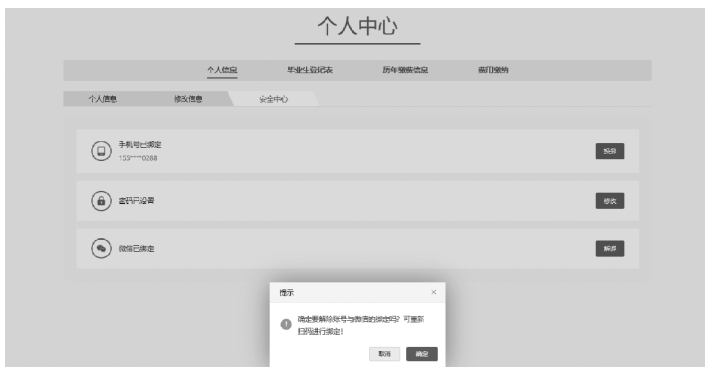 个人中心
个人信息 毕业生登记表 历年缴费信息 费用缴纳
个人信息 修改信息 安全中心
手机号已绑定
155****0288
换绑
密码已设置
修改
微信已绑定
解绑
提示 ×
确定要解除账号与微信的绑定吗？可重新
扫码进行绑定！
取消 确定